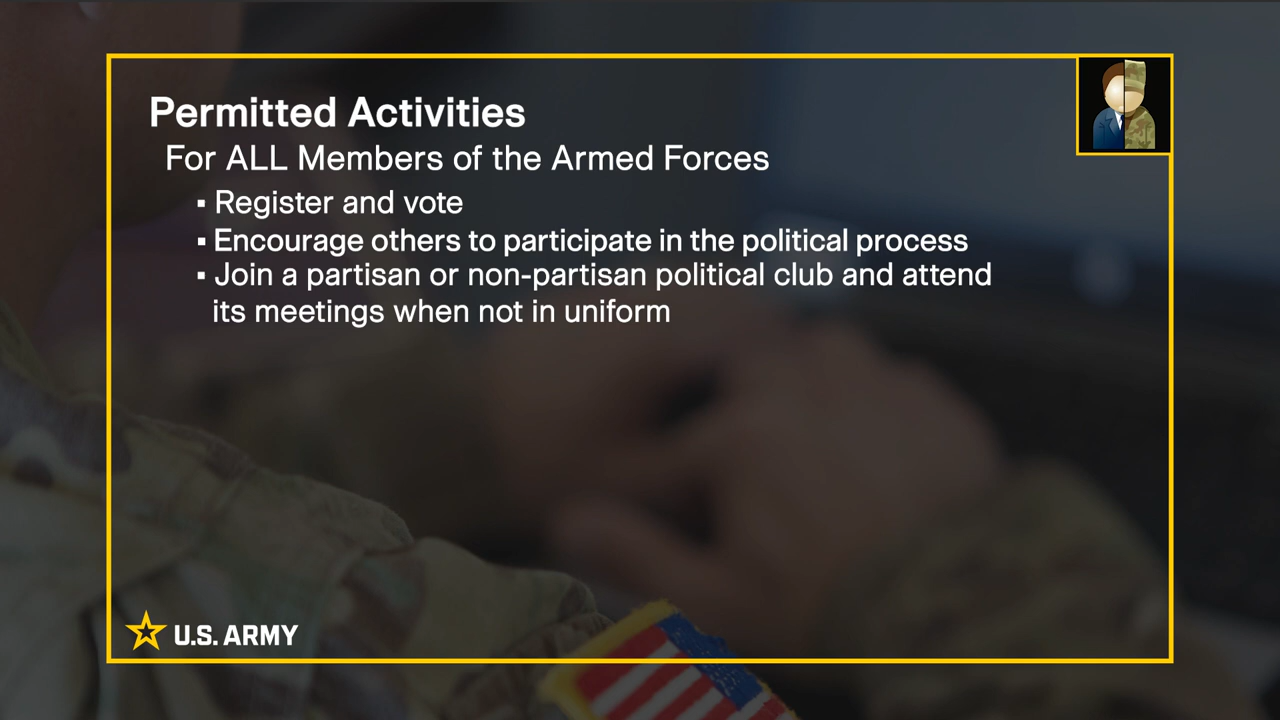 Permitted Activities
For ALL Members of the Armed Forces
▪ Register and vote
▪ Encourage others to participate in the political process
▪ Join a partisan or non-partisan political club and attend
its meetings when not in uniform
U.S. ARMY